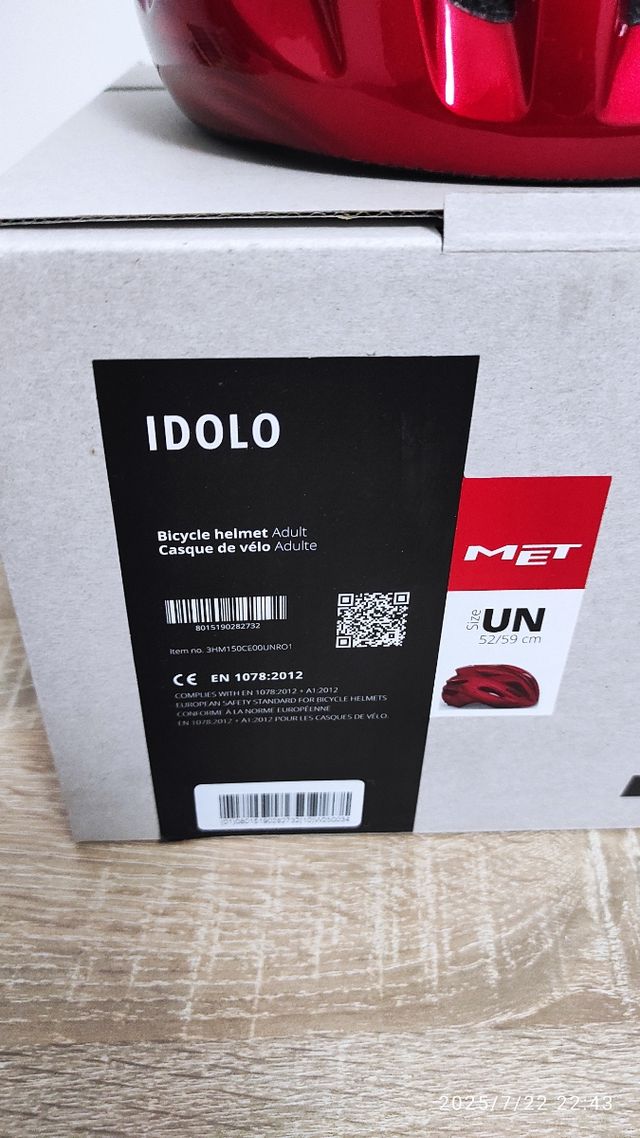 IDOLO
Bicycle helmet Adult
Casque de vélo Adulte
8015190282732
Item no. 3HM150CE00UNRO1
CE EN 1078:2012
COMPLIES WITH EN 1078:2012 + A1:2012
EUROPEAN SAFETY STANDARD FOR BICYCLE HELMETS
CONFORME À LA NORME EUROPÉENNE
EN 1078:2012 + A1:2012 POUR LES CASQUES DE VÉLO.
MET
Size UN
52/59 cm
2025/7/22 22:43